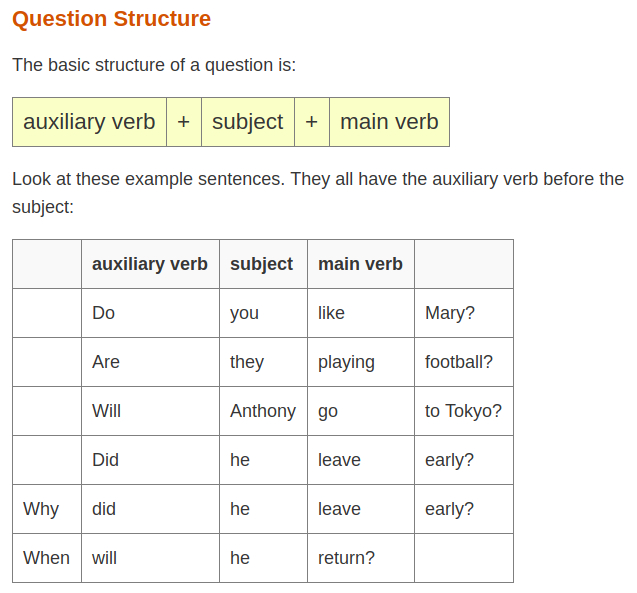 Question Structure
The basic structure of a question is:
auxiliary verb + subject + main verb
Look at these example sentences. They all have the auxiliary verb before the
subject:
auxiliary verb subject main verb
Do you like Mary?
Are they playing football?
Will Anthony go to Tokyo?
Did he leave early?
Why did he leave early?
When will he return?